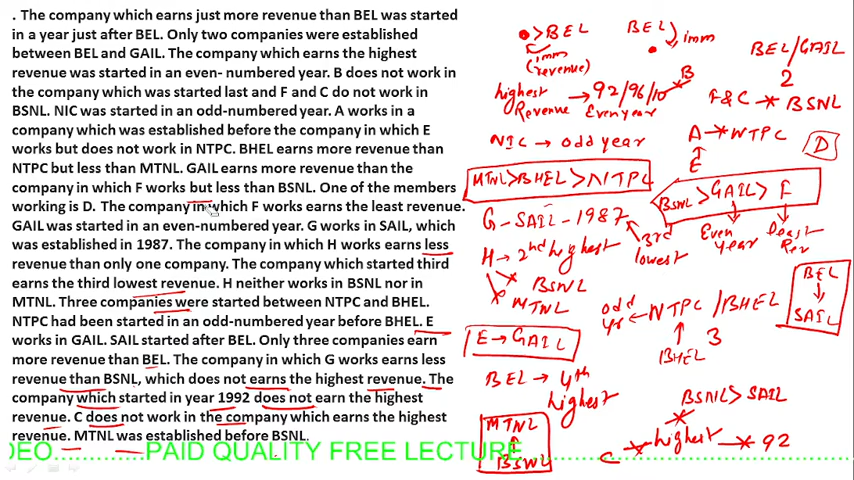 . The company which earns just more revenue than BEL was started
in a year just after BEL. Only two companies were established
between BEL and GAIL. The company which earns the highest
revenue was started in an even- numbered year. B does not work in
the company which was started last and F and C do not work in
BSNL. NIC was started in an odd-numbered year. A works in a
company which was established before the company in which E
works but does not work in NTPC. BHEL earns more revenue than
NTPC but less than MTNL. GAIL earns more revenue than the
company in which F works but less than BSNL. One of the members
working is D. The company in which F works earns the least revenue.
GAIL was started in an even-numbered year. G works in SAIL, which
was established in 1987. The company in which H works earns less
revenue than only one company. The company which started third
earns the third lowest revenue. H neither works in BSNL nor in
MTNL. Three companies were started between NTPC and BHEL.
NTPC had been started in an odd-numbered year before BHEL. E
works in GAIL. SAIL started after BEL. Only three companies earn
more revenue than BEL. The company in which G works earns less
revenue than BSNL, which does not earns the highest revenue. The
company which started in year 1992 does not earn the highest
revenue. C does not work in the company which earns the highest
revenue. MTNL was established before BSNL.
> BEL
imm
(revenue)
BEL
imm
BEL/GAIL
2
highest
Revenue → 92/96/10
Even year
B
F&C → BSNL
NIC → odd year
A → NTPC
E
D
MTNL > BHEL > NTPC
BSNL > GAIL > F
Even
year
least
Rev
G - SAIL - 1987
3rd
lowest
H → 2nd highest
BSNL
MTNL
odd
yr ← NTPC / BHEL
3
BHEL
BEL
↓
SAIL
E → GAIL
BEL → 4th
highest
BSNL > SAIL
highest
92
C
MTNL
BSNL
DEO..............PAID QUALITY FREE LECTURE